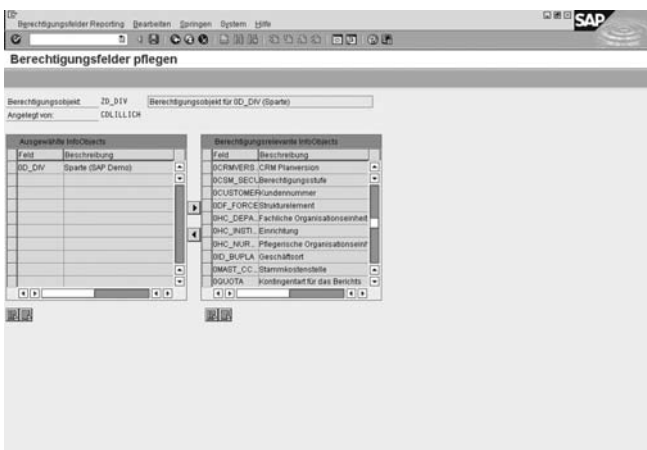 Berechtigungsfelder Reporting Bearbeiten Springen System Hilfe
SAP
Berechtigungsfelder pflegen
Berechtigungsobjekt ZD_DIV Berechtigungsobjekt für 0D_DIV (Sparte)
Angelegt von: CDLILLICH
Ausgewählte InfoObjects
Feld Beschreibung
0D_DIV Sparte (SAP Demo)
Berechtigungsrelevante InfoObjects
Feld Beschreibung
0CRMVERS.. CRM Planversion
0CSM_SECU Berechtigungsstufe
0CUSTOMER Kundennummer
0DF_FORCE Strukturelement
0HC_DEPA.. Fachliche Organisationseinheit
0HC_INSTI.. Einrichtung
0HC_NUR.. Pflegerische Organisationseinh
0ID_BUPLA Geschäftsort
0MAST_CC.. Stammkostenstelle
0QUOTA Kontingentart für das Berichts